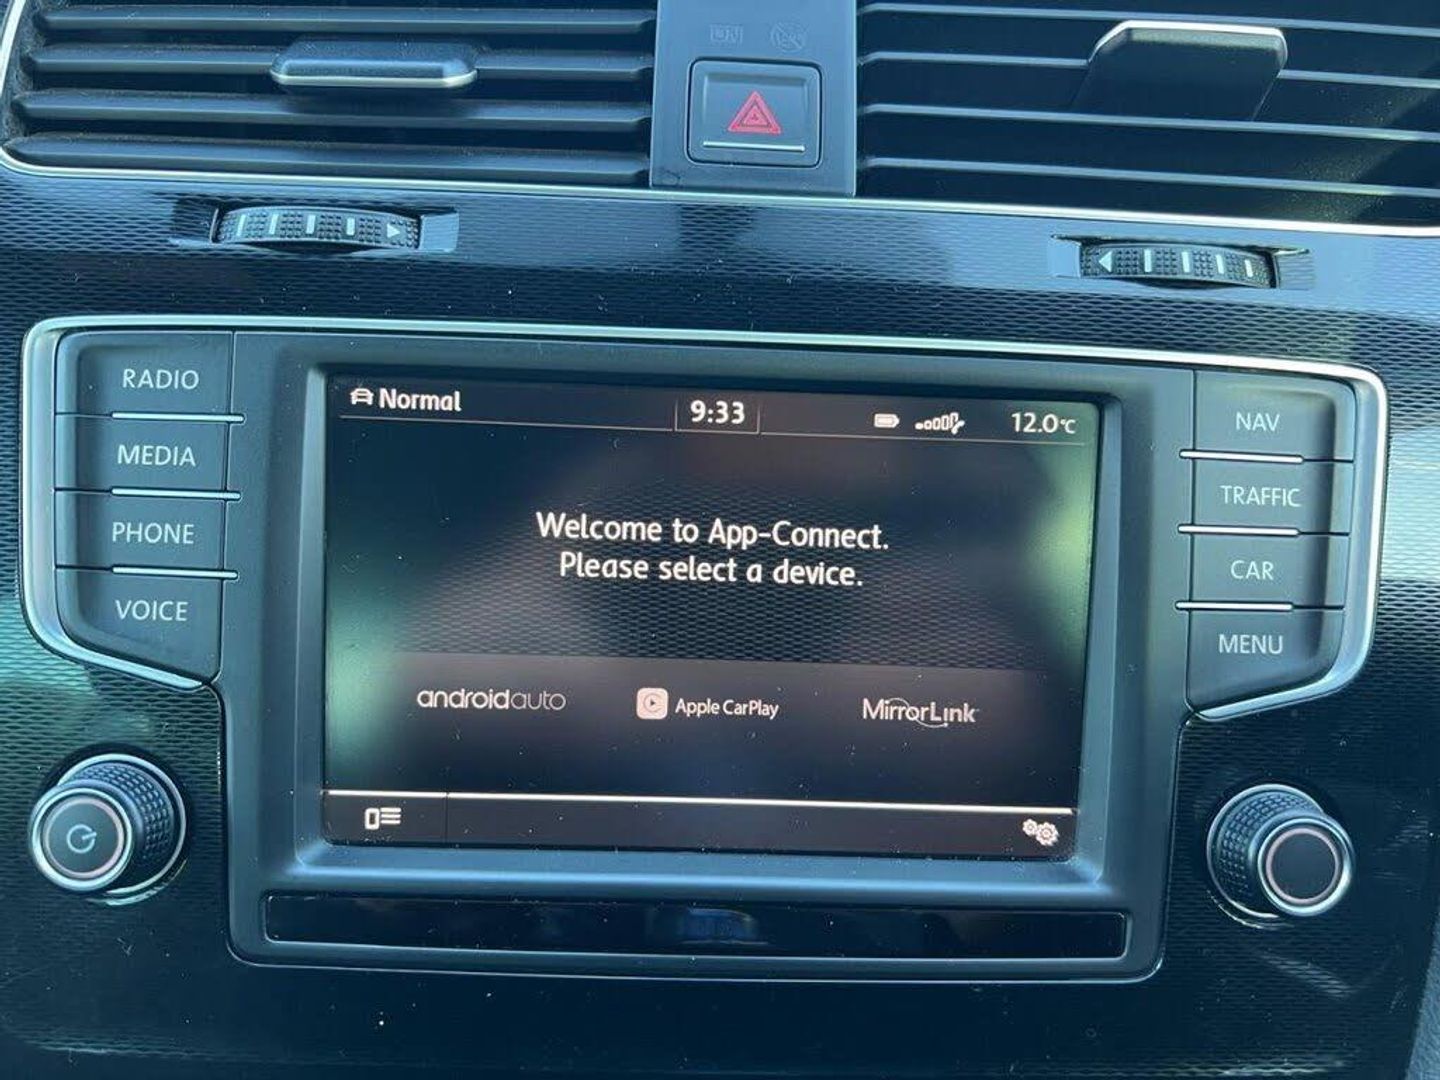 RADIO
MEDIA
PHONE
VOICE
Normal
9:33
12.0°C
Welcome to App-Connect.
Please select a device.
androidauto
Apple CarPlay
MirrorLink
NAV
TRAFFIC
CAR
MENU